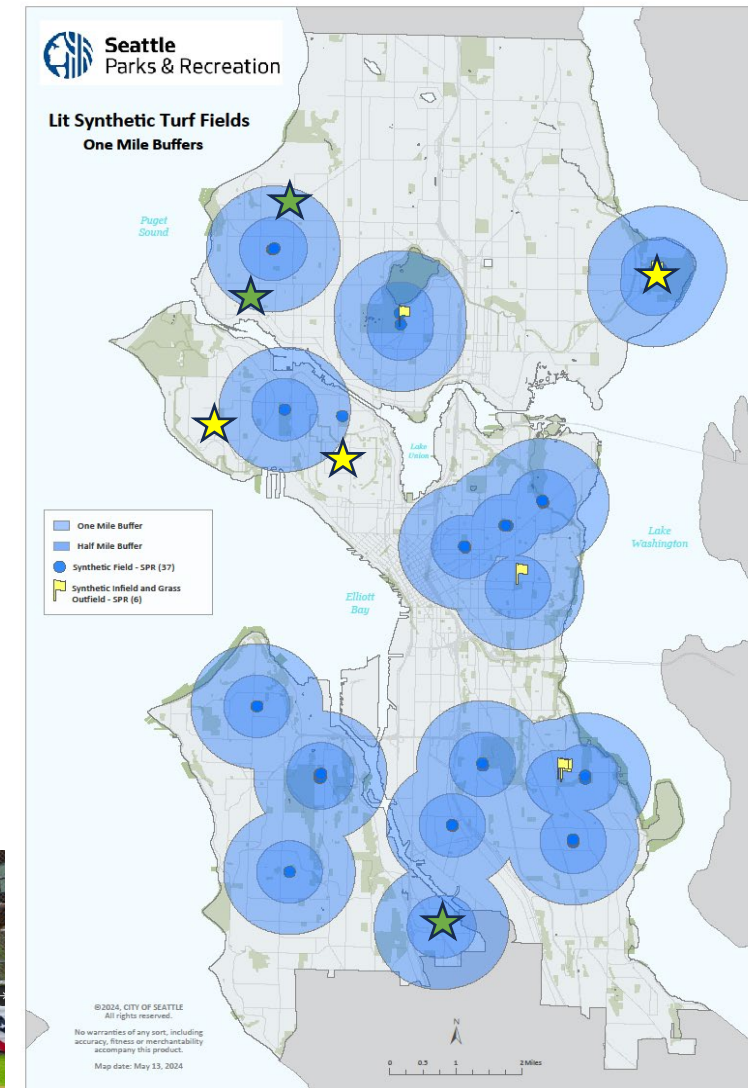 Seattle
Parks & Recreation
Lit Synthetic Turf Fields
One Mile Buffers
Puget
Sound
Lake
Union
One Mile Buffer
Half Mile Buffer
Synthetic Field - SPR (37)
Synthetic Infield and Grass
Outfield - SPR (6)
Lake
Washington
Elliott
Bay
©2024, CITY OF SEATTLE
All rights reserved.
No warranties of any sort, including
accuracy, fitness or merchantability
accompany this product.
Map date: May 13, 2024
N
0 0.5 1 2 Miles